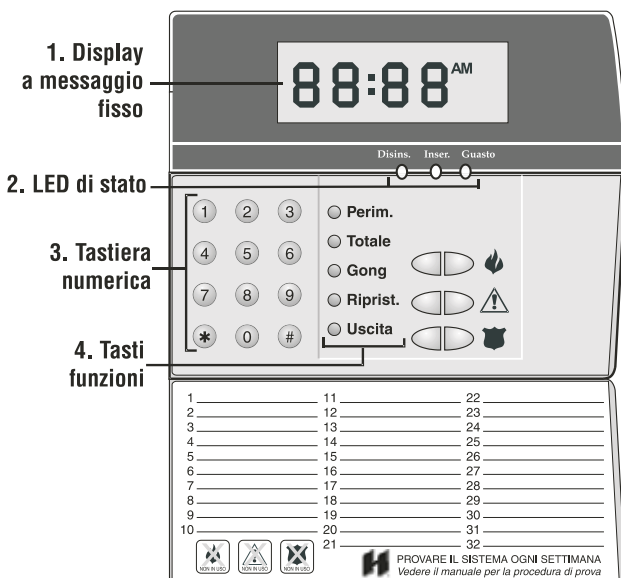 1. Display
a messaggio
fisso
88:88 AM
Disins. Inser. Guasto
2. LED di stato
3. Tastiera
numerica
4. Tasti
funzioni
1 2 3
4 5 6
7 8 9
* 0 #
Perim.
Totale
Gong
Riprist.
Uscita
1 11 22
2 12 23
3 13 24
4 14 25
5 15 26
6 16 27
7 17 28
8 18 29
9 19 30
10 20 31
21 32
NON IN USO NON IN USO NON IN USO
PROVARE IL SISTEMA OGNI SETTIMANA
Vedere il manuale per la procedura di prova